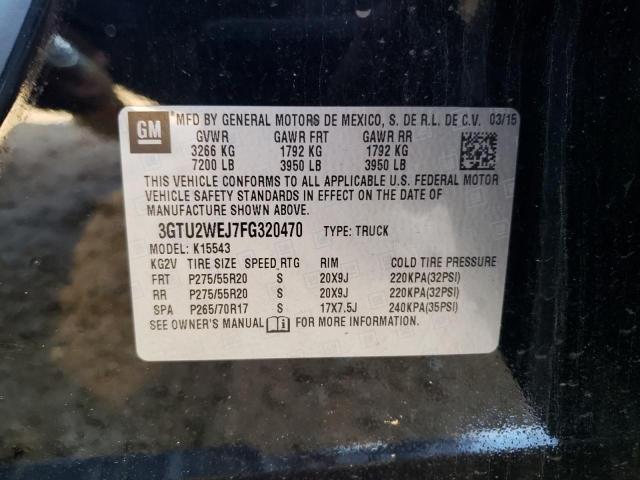 GM
MFD BY GENERAL MOTORS DE MEXICO, S. DE R.L. DE C.V. 03/15
GVWR GAWR FRT GAWR RR
3266 KG 1792 KG 1792 KG
7200 LB 3950 LB 3950 LB
THIS VEHICLE CONFORMS TO ALL APPLICABLE U.S. FEDERAL MOTOR
VEHICLE SAFETY STANDARDS IN EFFECT ON THE DATE OF
MANUFACTURE SHOWN ABOVE.
3GTU2WEJ7FG320470 TYPE: TRUCK
MODEL: K15543
KG2V TIRE SIZE SPEED RTG RIM COLD TIRE PRESSURE
FRT P275/55R20 S 20X9J 220KPA(32PSI)
RR P275/55R20 S 20X9J 220KPA(32PSI)
SPA P265/70R17 S 17X7.5J 240KPA(35PSI)
SEE OWNER'S MANUAL FOR MORE INFORMATION.